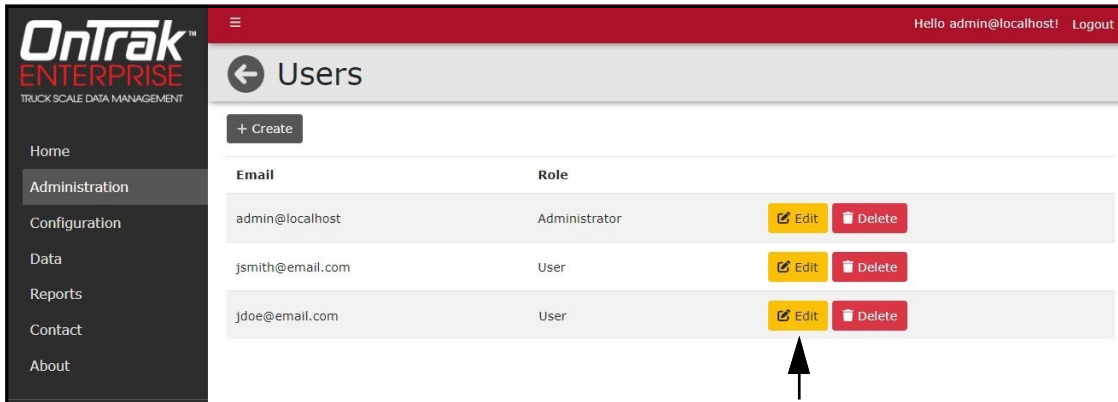 OnTrak™
ENTERPRISE
TRUCK SCALE DATA MANAGEMENT
Home
Administration
Configuration
Data
Reports
Contact
About
Hello admin@localhost! Logout
Users
+ Create
Email Role
admin@localhost Administrator Edit Delete
jsmith@email.com User Edit Delete
jdoe@email.com User Edit Delete